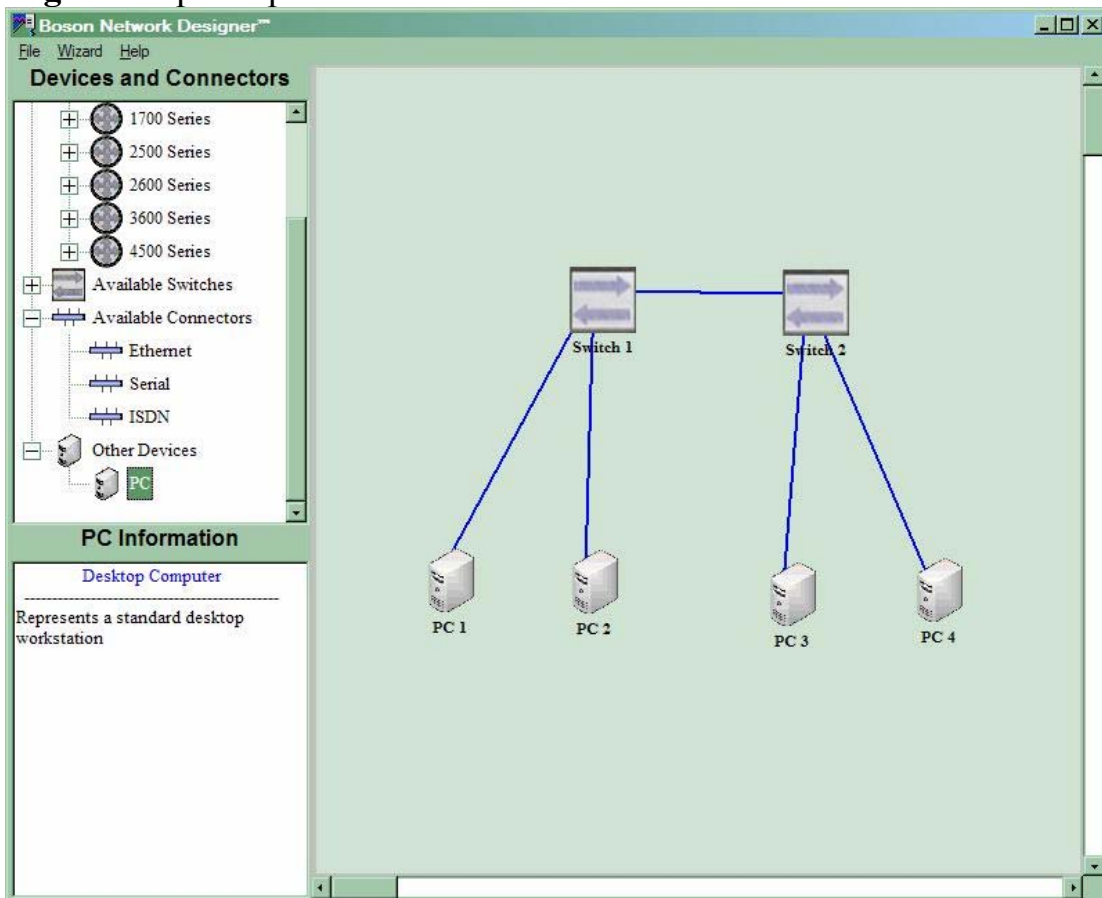 Boson Network Designer™
File Wizard Help
Devices and Connectors
1700 Series
2500 Series
2600 Series
3600 Series
4500 Series
Available Switches
Available Connectors
Ethernet
Serial
ISDN
Other Devices
PC
PC Information
Desktop Computer
Represents a standard desktop
workstation
Switch 1
Switch 2
PC 1
PC 2
PC 3
PC 4